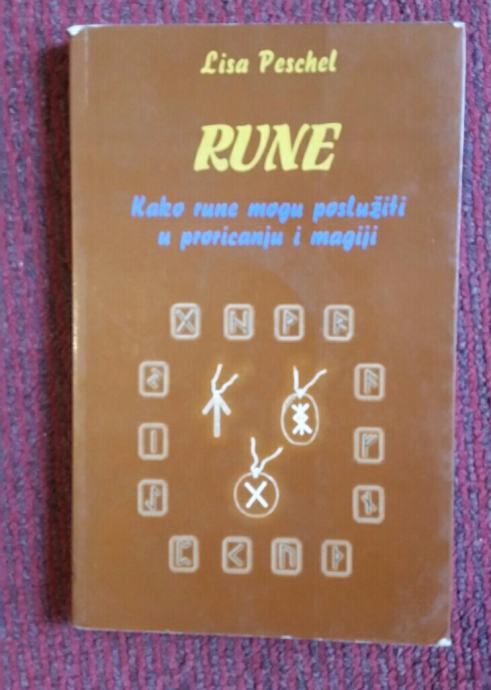 Lisa Peschel
RUNE
Kako rune mogu poslužiti
u proricanju i magiji